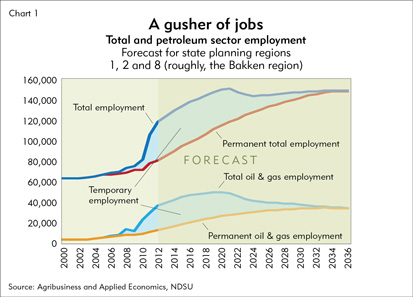 Chart 1
A gusher of jobs
Total and petroleum sector employment
Forecast for state planning regions
1, 2 and 8 (roughly, the Bakken region)
160,000
140,000
120,000
100,000
80,000
60,000
40,000
20,000
0
Total employment
Permanent total employment
FORECAST
Total oil & gas employment
Temporary
employment
Permanent oil & gas employment
2000
2002
2004
2006
2008
2010
2012
2014
2016
2018
2020
2022
2024
2026
2028
2030
2032
2034
2036
Source: Agribusiness and Applied Economics, NDSU